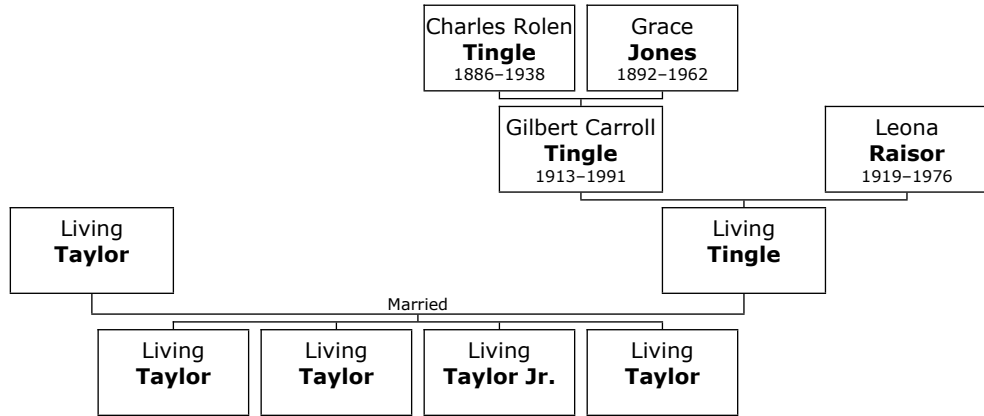 Charles Rolen
Tingle
1886–1938
Grace
Jones
1892–1962
Gilbert Carroll
Tingle
1913–1991
Leona
Raisor
1919–1976
Living
Taylor
Living
Tingle
Married
Living
Taylor
Living
Taylor
Living
Taylor Jr.
Living
Taylor